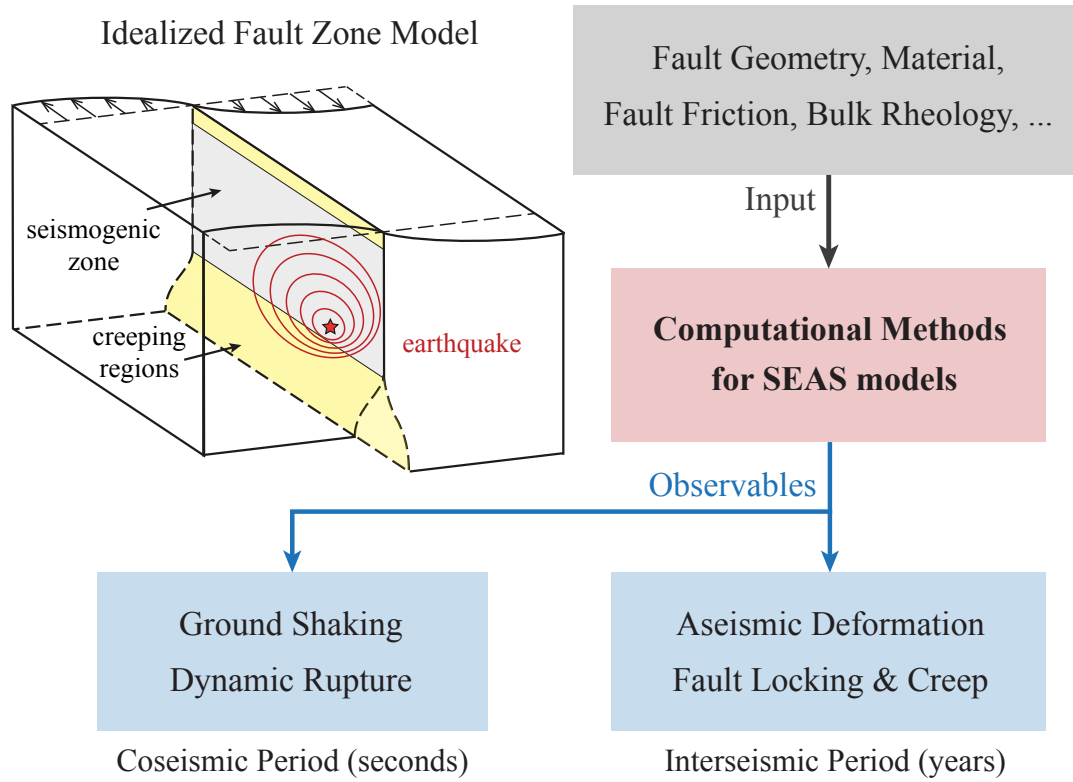 Idealized Fault Zone Model
seismogenic
zone
creeping
regions
earthquake
Fault Geometry, Material,
Fault Friction, Bulk Rheology, ...
Input
Computational Methods
for SEAS models
Observables
Ground Shaking
Dynamic Rupture
Coseismic Period (seconds)
Aseismic Deformation
Fault Locking & Creep
Interseismic Period (years)